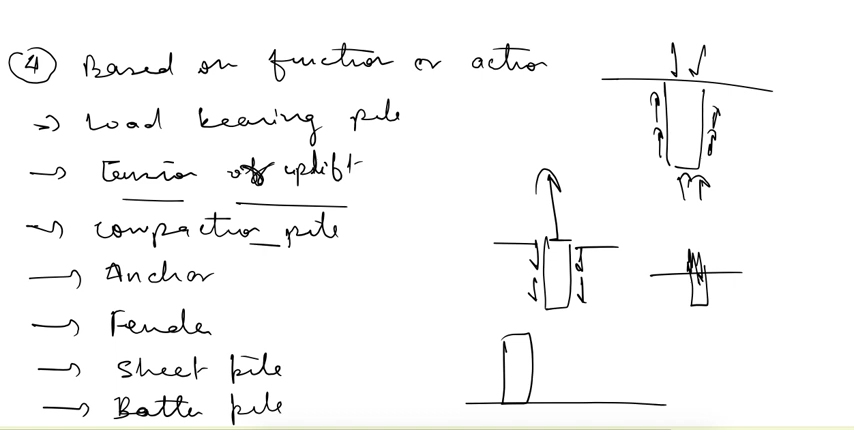 ④ Based on function or action
→ Load bearing pile
→ Tension or uplift
→ compaction pile
→ Anchor
→ Fender
→ Sheet pile
→ Batter pile